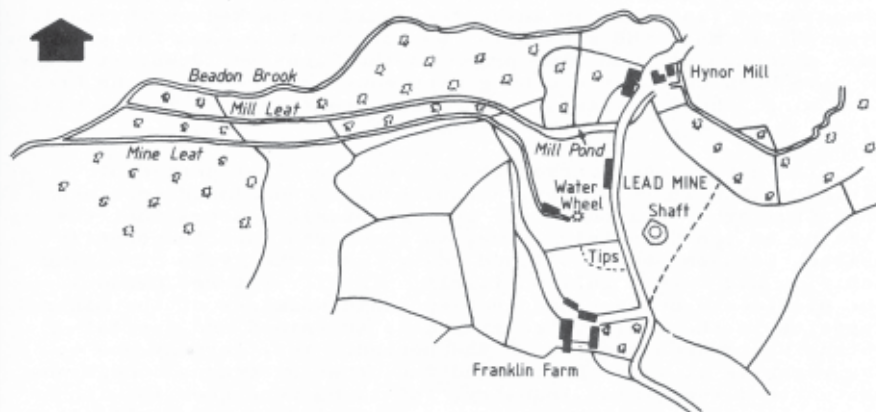 Beadon Brook
Mill Leat
Mine Leat
Hynor Mill
Mill Pond
Water
Wheel
LEAD MINE
Shaft
Tips
Franklin Farm